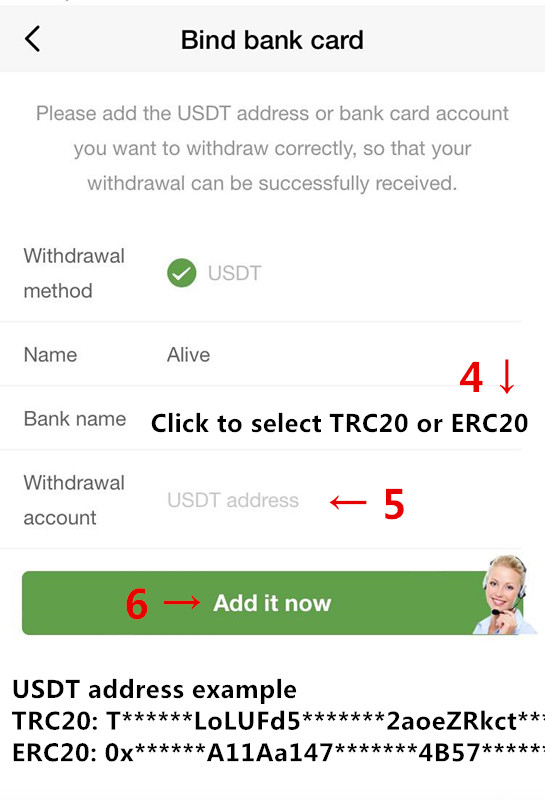 Bind bank card
Please add the USDT address or bank card account
you want to withdraw correctly, so that your
withdrawal can be successfully received.
Withdrawal
method
USDT
Name
Alive
4 ↓
Bank name
Click to select TRC20 or ERC20
Withdrawal
account
USDT address
← 5
6 → Add it now
USDT address example
TRC20: T******LoLUFd5*******2aoeZRkct***
ERC20: 0x******A11Aa147*******4B57******